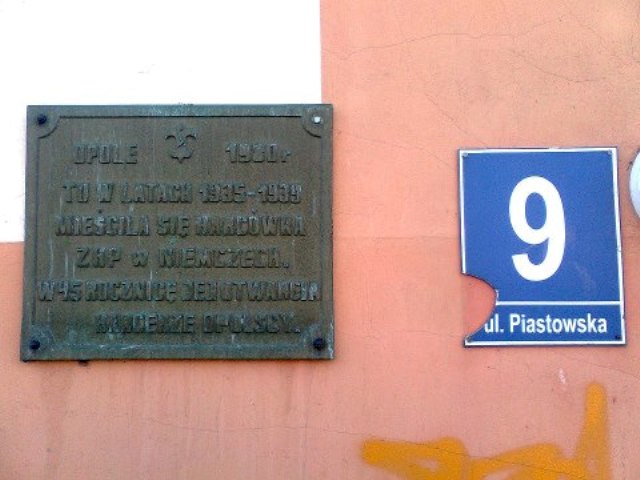 OPOLE 1980r
TU W LATACH 1935-1939
MIEŚCIŁA SIĘ HARCÓWKA
ZHP W NIEMCZECH.
W 45 ROCZNICĘ JEJ OTWARCIA
HARCERZE OPOLSCY.
9
ul. Piastowska